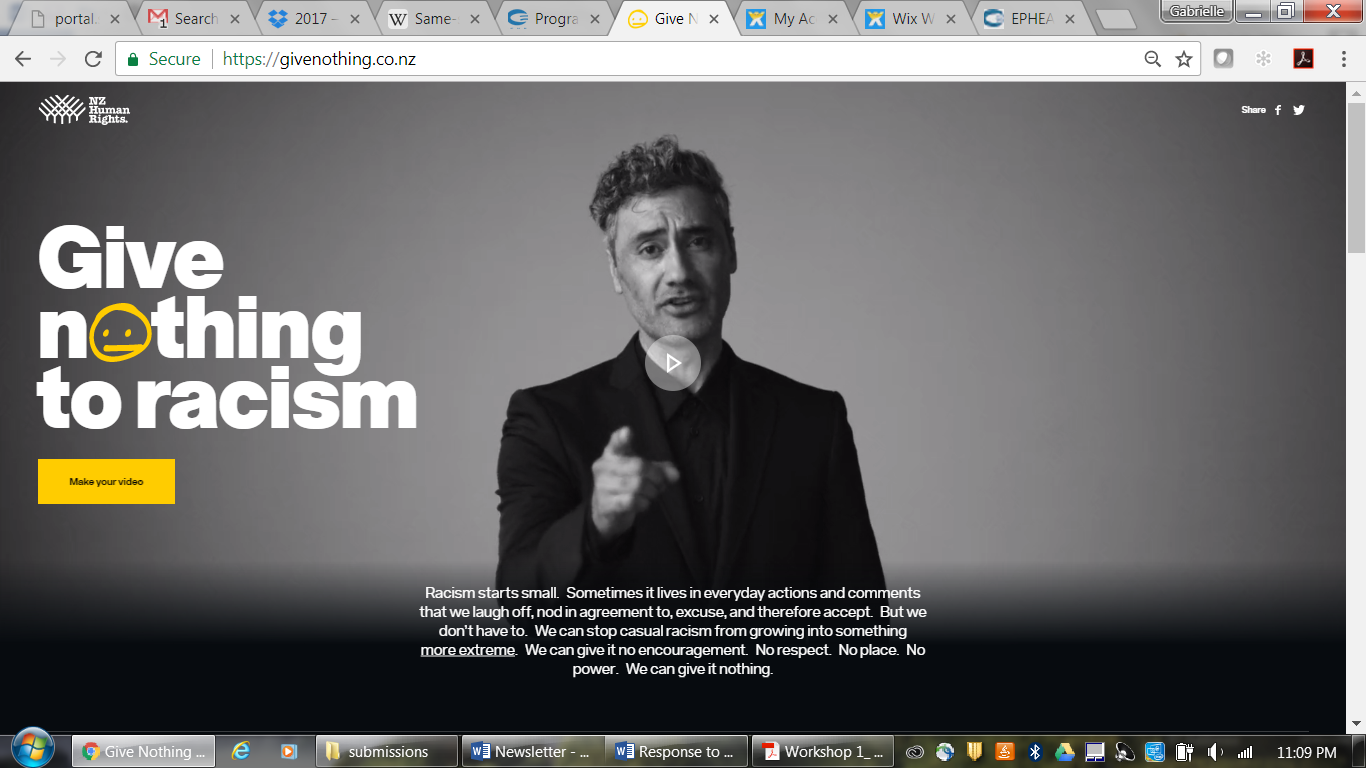 portal.
Search
2017 –
Same-
Progra
Give N
My Ac
Wix W
EPHEA
Gabrielle
Secure
https://givenothing.co.nz
NZ
Human
Rights.
Share
Give
nothing
to racism
Make your video
Racism starts small. Sometimes it lives in everyday actions and comments
that we laugh off, nod in agreement to, excuse, and therefore accept. But we
don't have to. We can stop casual racism from growing into something
more extreme. We can give it no encouragement. No respect. No place. No
power. We can give it nothing.
Give Nothing ...
submissions
Newsletter - ...
Response to ...
Workshop 1_ ...
11:09 PM